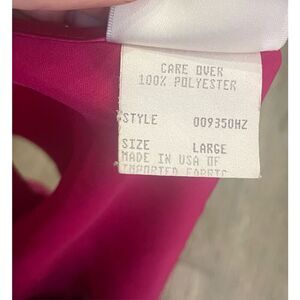 CARE OVER
100% POLYESTER
STYLE 009350HZ
SIZE LARGE
MADE IN USA OF
IMPORTED FABRIC